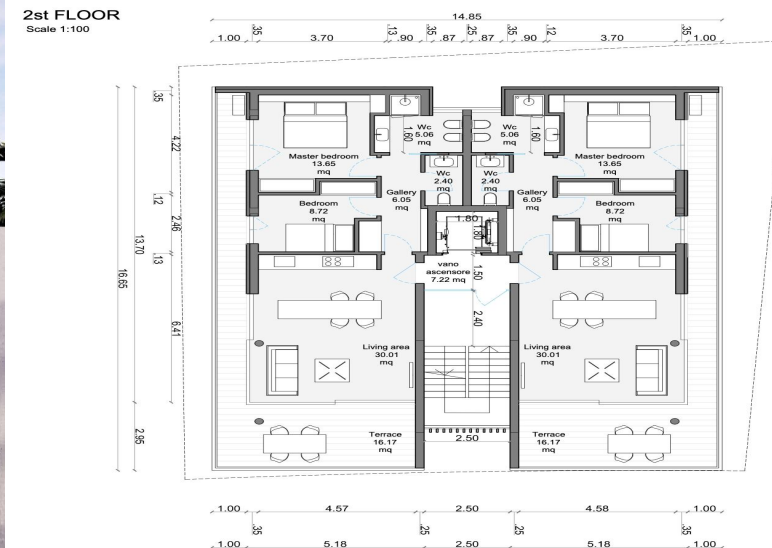 2st FLOOR
Scale 1:100
14.85
1.00 .35 3.70 .13 .90 .35 .87 .25 .87 .35 .90 .12 3.70 .35 1.00
.35
4.22
.12
2.46
.13
6.41
2.95
13.70
16.65
Wc
5.06
mq
1.60
Wc
5.06
mq
1.60
Master bedroom
13.65
mq
Master bedroom
13.65
mq
Wc
2.40
mq
Wc
2.40
mq
Gallery
6.05
mq
Gallery
6.05
mq
Bedroom
8.72
mq
Bedroom
8.72
mq
1.80
1.80
vano
ascensore
7.22 mq
1.50
2.40
Living area
30.01
mq
Living area
30.01
mq
Terrace
16.17
mq
2.50
Terrace
16.17
mq
1.00 4.57 2.50 4.58 1.00
.35 .25 .25 .35
1.00 5.18 2.50 5.18 1.00